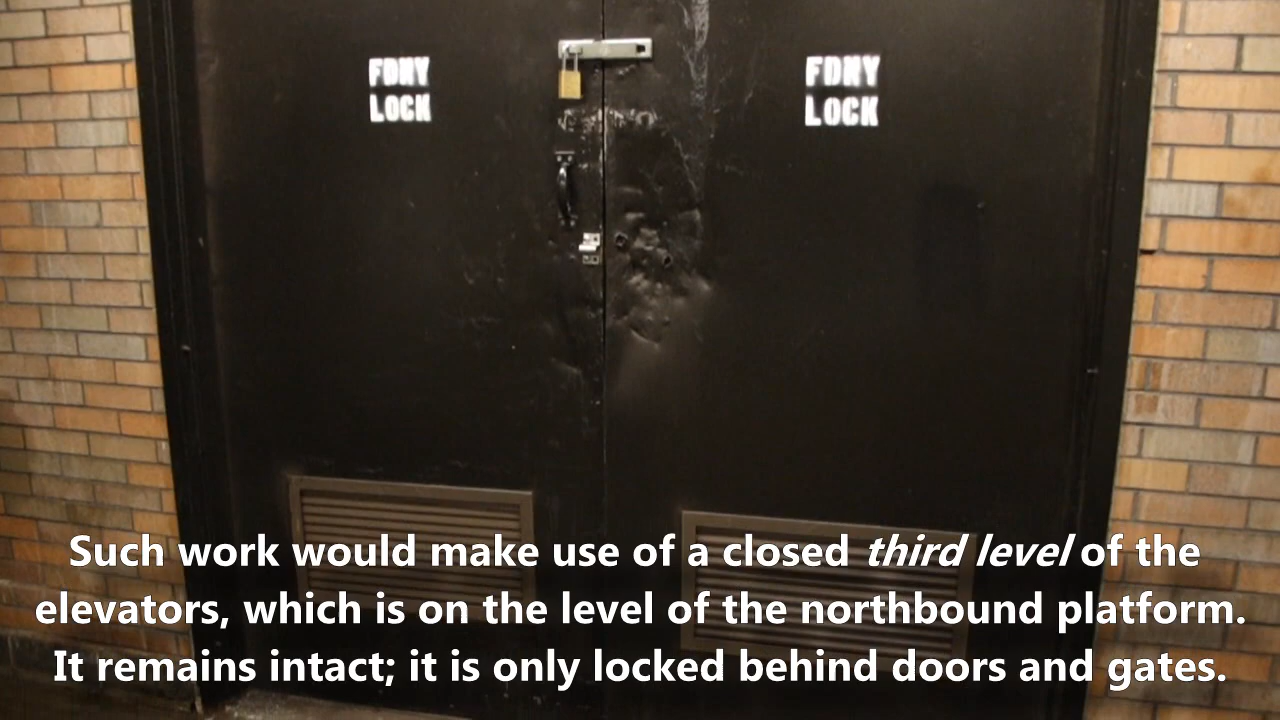 FDNY
LOCK
FDNY
LOCK
Such work would make use of a closed third level of the
elevators, which is on the level of the northbound platform.
It remains intact; it is only locked behind doors and gates.